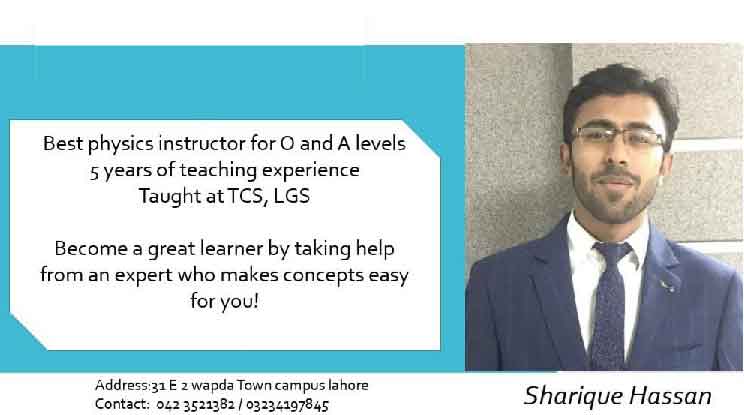 Best physics instructor for O and A levels
5 years of teaching experience
Taught at TCS, LGS
Become a great learner by taking help
from an expert who makes concepts easy
for you!
Address:31 E 2 wapda Town campus lahore
Contact: 042 3521382 / 03234197845
Sharique Hassan